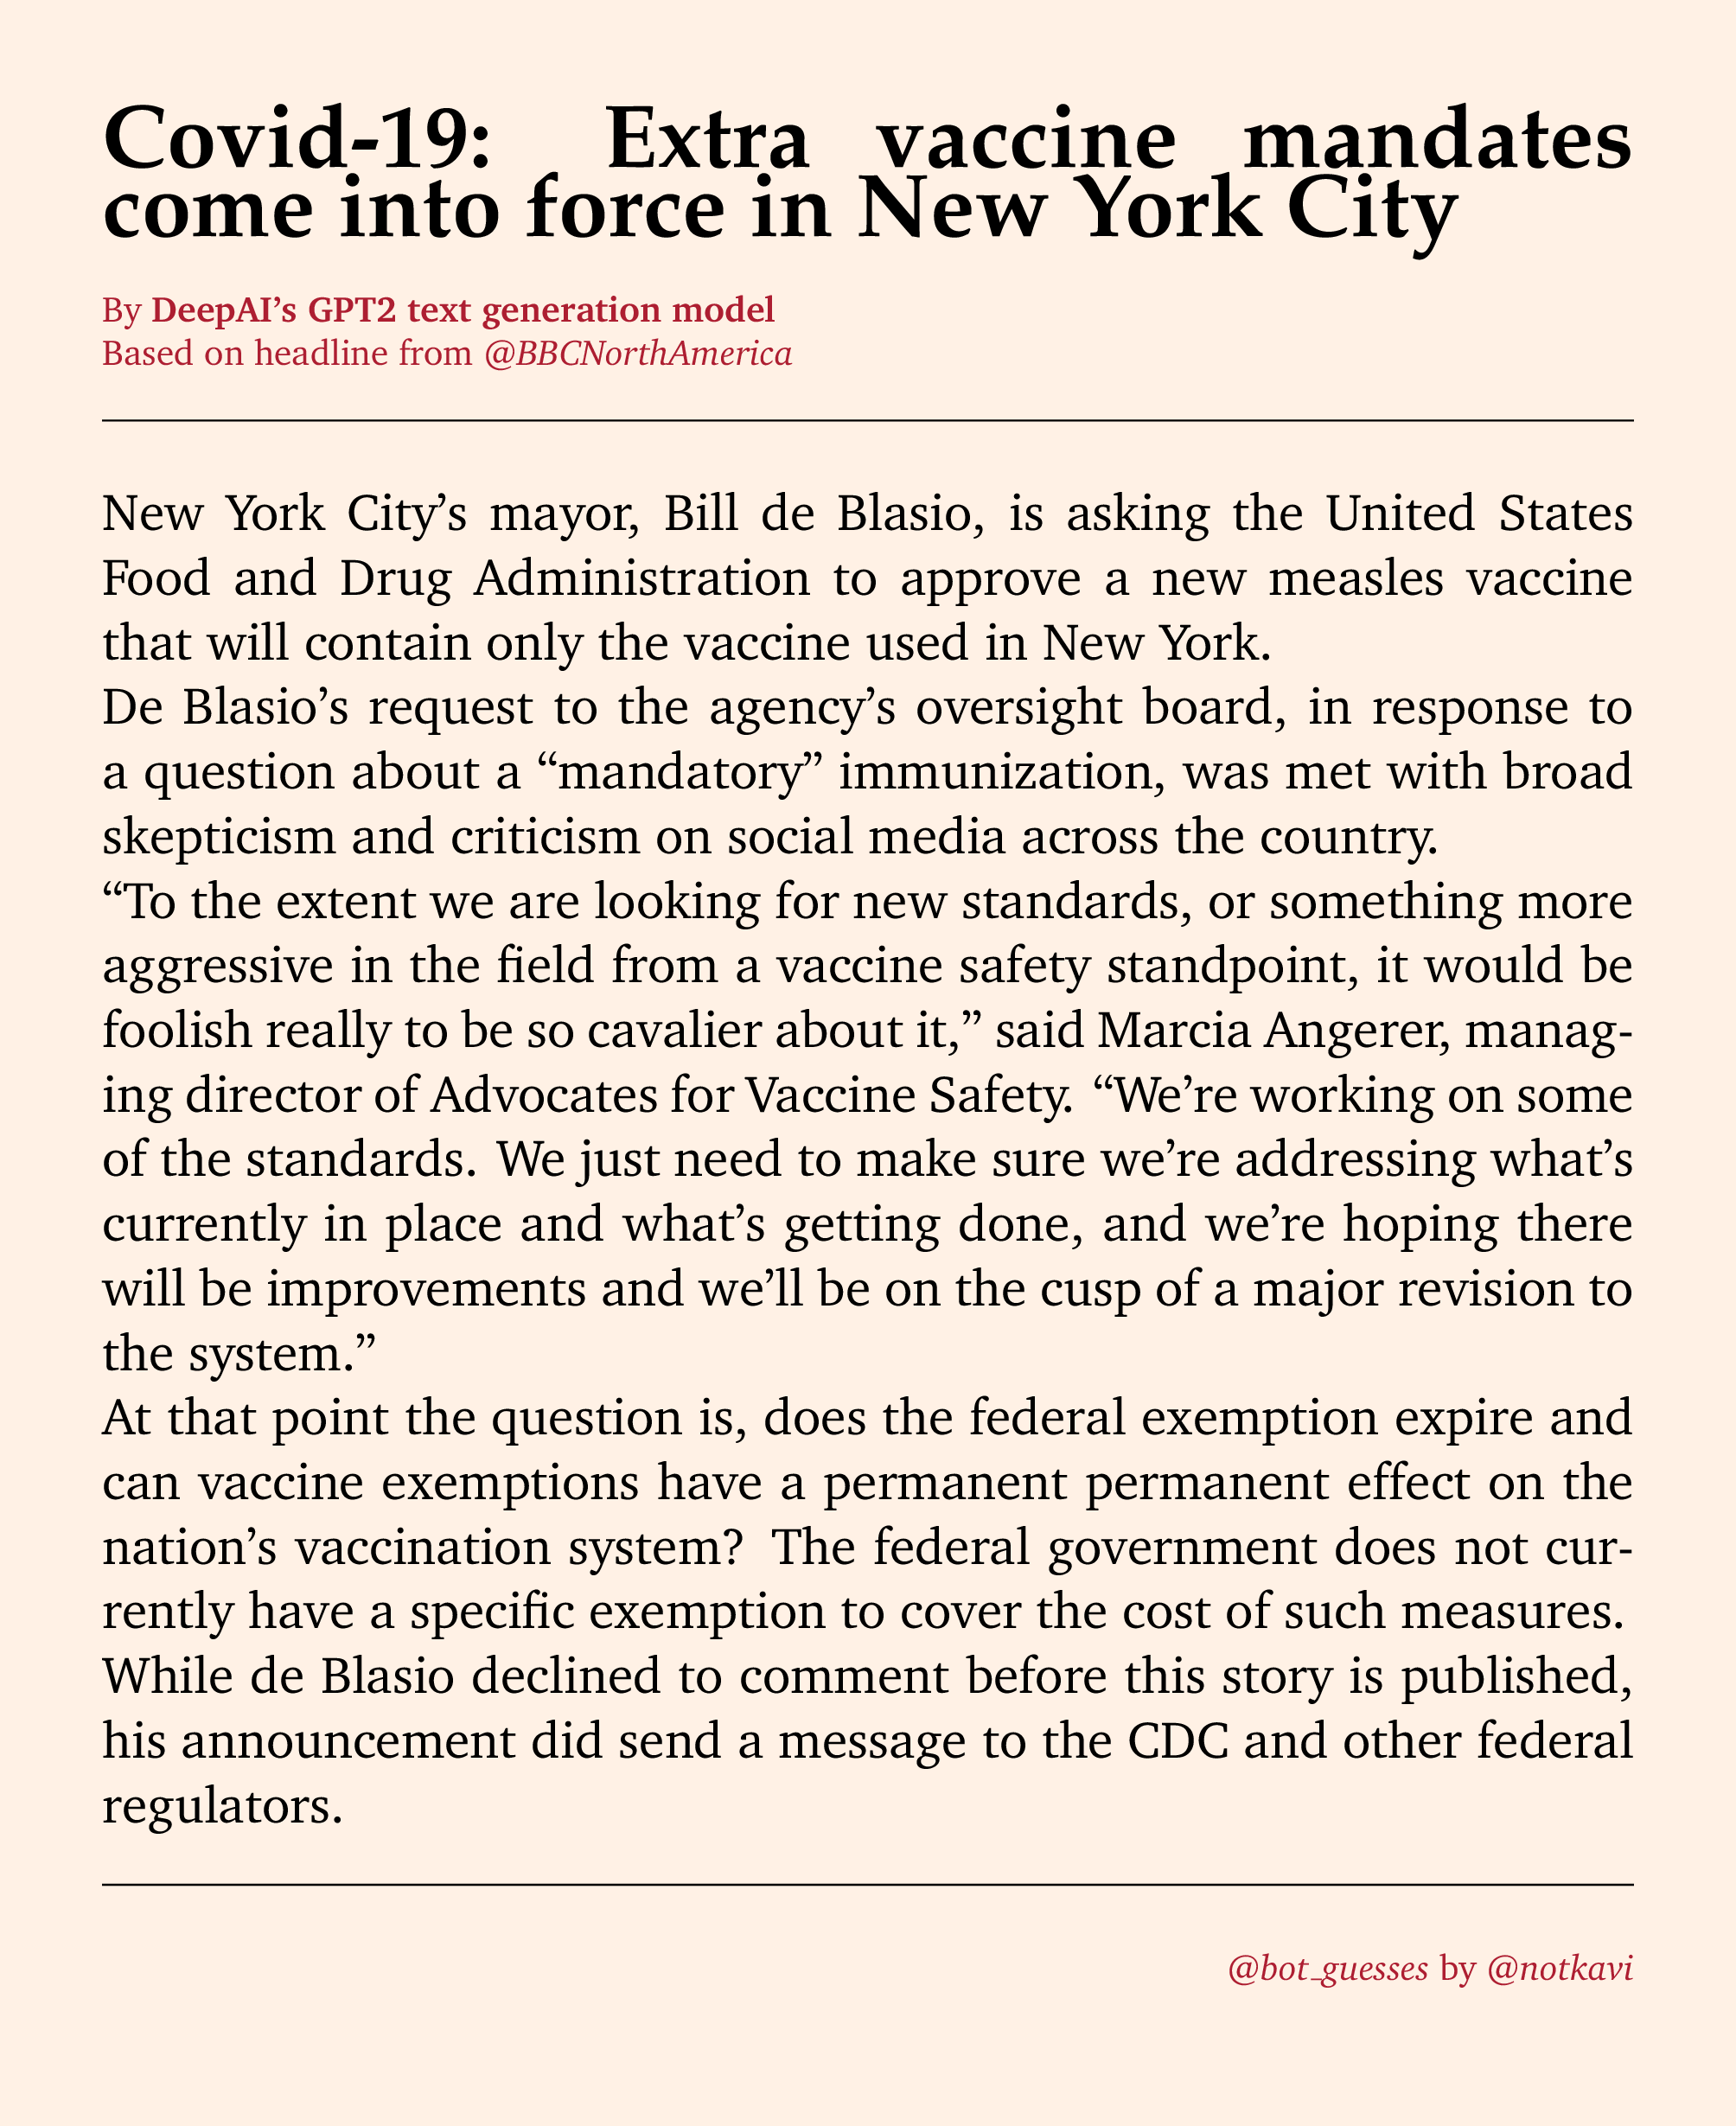 Covid-19: Extra vaccine mandates
come into force in New York City
By DeepAI’s GPT2 text generation model
Based on headline from @BBCNorthAmerica
New York City’s mayor, Bill de Blasio, is asking the United States
Food and Drug Administration to approve a new measles vaccine
that will contain only the vaccine used in New York.
De Blasio’s request to the agency’s oversight board, in response to
a question about a “mandatory” immunization, was met with broad
skepticism and criticism on social media across the country.
“To the extent we are looking for new standards, or something more
aggressive in the field from a vaccine safety standpoint, it would be
foolish really to be so cavalier about it,” said Marcia Angerer, manag-
ing director of Advocates for Vaccine Safety. “We’re working on some
of the standards. We just need to make sure we’re addressing what’s
currently in place and what’s getting done, and we’re hoping there
will be improvements and we’ll be on the cusp of a major revision to
the system.”
At that point the question is, does the federal exemption expire and
can vaccine exemptions have a permanent permanent effect on the
nation’s vaccination system? The federal government does not cur-
rently have a specific exemption to cover the cost of such measures.
While de Blasio declined to comment before this story is published,
his announcement did send a message to the CDC and other federal
regulators.
@bot_guesses by @notkavi